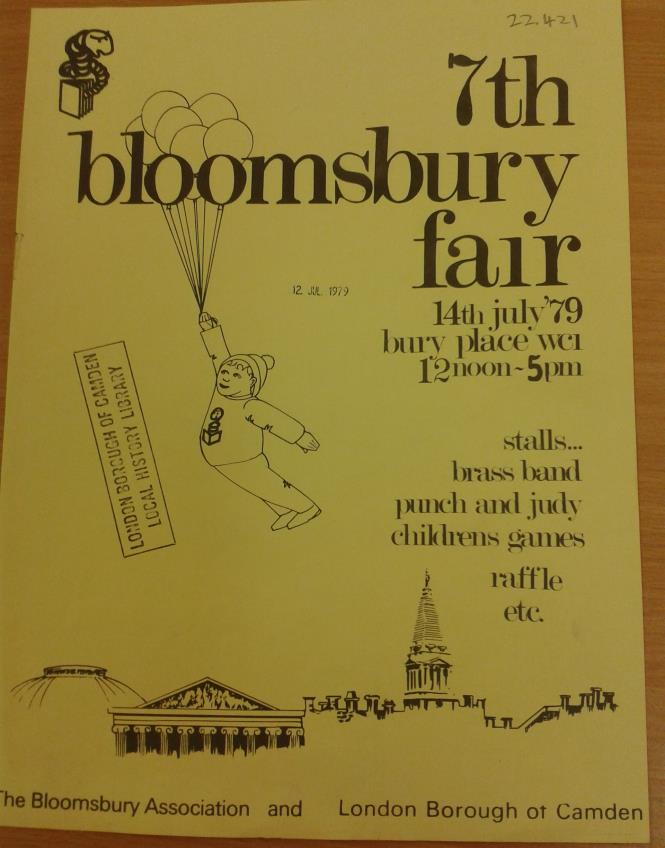 22.421
7th
bloomsbury
fair
14th july '79
bury place wc1
12 noon ~ 5pm
12 JUL 1979
LONDON BOROUGH OF CAMDEN
LOCAL HISTORY LIBRARY
stalls...
brass band
punch and judy
childrens games
raffle
etc.
The Bloomsbury Association and London Borough of Camden